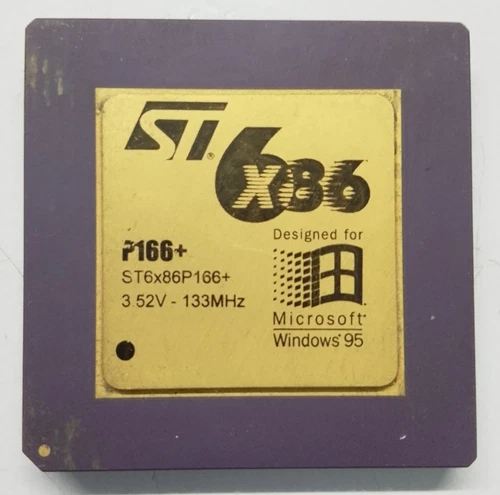 ST®
6x86
P166+
ST6x86P166+
3.52V - 133MHz
Designed for
Microsoft®
Windows®95